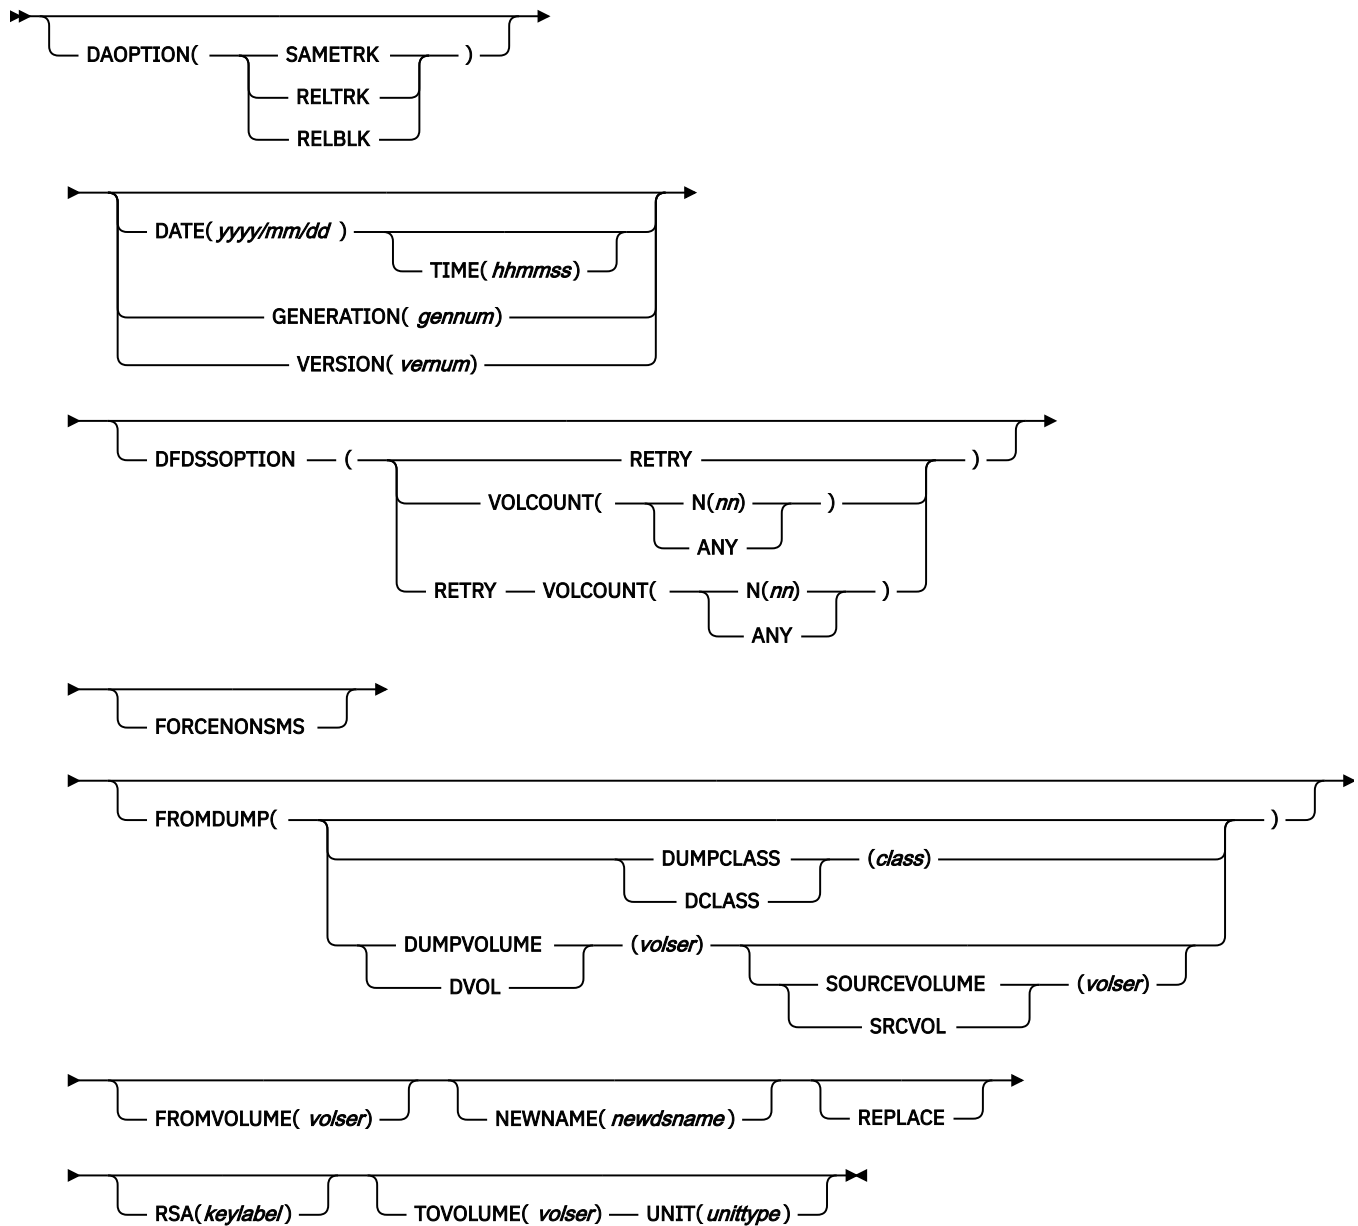 DAOPTION( SAMETRK )
RELTRK
RELBLK
DATE( yyyy/mm/dd )
TIME( hhmmss)
GENERATION( gennum)
VERSION( vernum)
DFDSSOPTION ( RETRY )
VOLCOUNT( N(nn) )
ANY
RETRY VOLCOUNT( N(nn) )
ANY
FORCENONSMS
FROMDUMP( )
DUMPCLASS (class)
DCLASS
DUMPVOLUME (volser)
DVOL
SOURCEVOLUME (volser)
SRCVOL
FROMVOLUME( volser) NEWNAME( newdsname) REPLACE
RSA(keylabel) TOVOLUME( volser) UNIT(unittype)